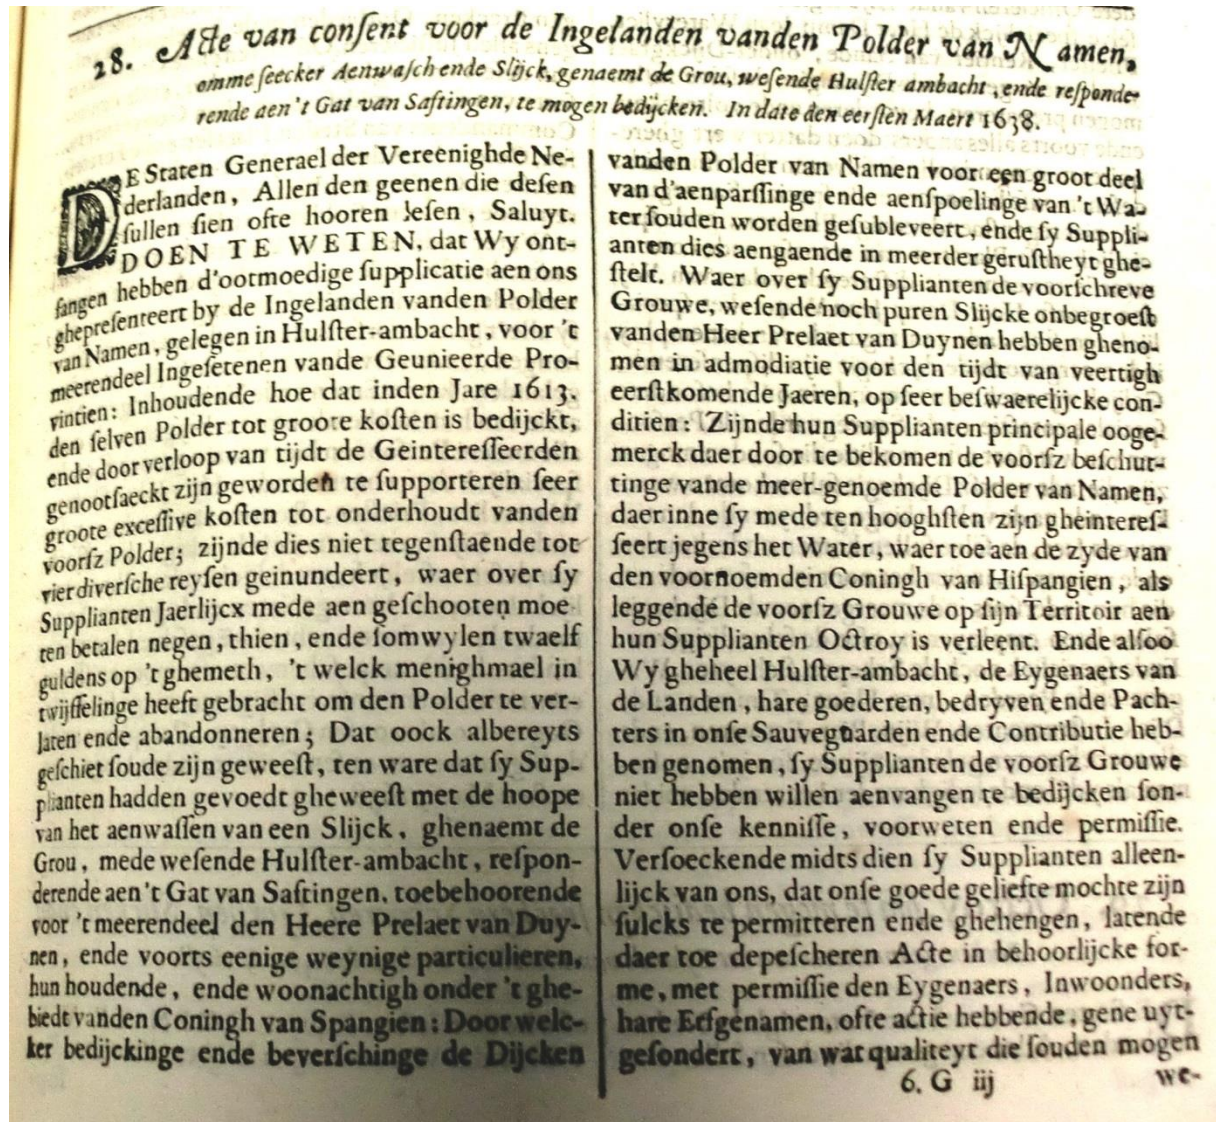 28. Acte van consent voor de Ingelanden vanden Polder van Namen,
omme seecker Aenwasch ende Slijck, genaemt de Grou, wesende Hulster ambacht, ende responde-
rende aen 't Gat van Saftingen, te mogen bedijcken. In date den eersten Maert 1638.
DE Staten Generael der Vereenighde Ne-
derlanden, Allen den geenen die desen
sullen sien ofte hooren lesen, Saluyt.
DOEN TE WETEN, dat Wy ont-
fangen hebben d'ootmoedige supplicatie aen ons
ghepresenteert by de Ingelanden vanden Polder
van Namen, gelegen in Hulster-ambacht, voor 't
meerendeel Ingesetenen vande Geunieerde Pro-
vintien: Inhoudende hoe dat inden Jare 1613.
den selven Polder tot groote kosten is bedijckt,
ende door verloop van tijdt de Geinteresseerden
genootsaeckt zijn geworden te supporteren seer
groote excessive kosten tot onderhoudt vanden
voorsz Polder; zijnde dies niet tegenstaende tot
vier diversche reysen geinundeert, waer over sy
Supplianten Jaerlijcx mede aen geschooten moe-
ten betalen negen, thien, ende somwylen twaelf
guldens op 't ghemeth, 't welck menighmael in
twijffelinge heeft gebracht om den Polder te ver-
laten ende abandonneren; Dat oock albereyts
geschiet soude zijn geweest, ten ware dat sy Sup-
plianten hadden gevoedt gheweest met de hoope
van het aenwassen van een Slijck, ghenaemt de
Grou, mede wesende Hulster-ambacht, respon-
derende aen 't Gat van Saftingen, toebehoorende
voor 't meerendeel den Heere Prelaet van Duy-
nen, ende voorts eenige weynige particulieren,
hun houdende, ende woonachtigh onder 't ghe-
biedt vanden Coningh van Spangien: Door welc-
ker bedijckinge ende beverschinge de Dijcken
vanden Polder van Namen voor een groot deel
van d'aenparssinge ende aenspoelinge van 't Wa-
ter souden worden gesubleveert, ende sy Suppli-
anten dies aengaende in meerder gerustheyt ghe-
stelt. Waer over sy Supplianten de voorschreve
Grouwe, wesende noch puren Slijcke onbegroest
vanden Heer Prelaet van Duynen hebben gheno-
men in admodiatie voor den tijdt van veertigh
eerstkomende Jaeren, op seer beswaerelijcke con-
ditien: Zijnde hun Supplianten principale ooge-
merck daer door te bekomen de voorsz beschut-
tinge vande meer-genoemde Polder van Namen,
daer inne sy mede ten hooghsten zijn gheinteres-
seert jegens het Water, waer toe aen de zyde van
den voornoemden Coningh van Hispangien, als
leggende de voorsz Grouwe op sijn Territoir aen
hun Supplianten Octroy is verleent. Ende alsoo
Wy gheheel Hulster-ambacht, de Eygenaers van
de Landen, hare goederen, bedryven ende Pach-
ters in onse Sauveguarden ende Contributie heb-
ben genomen, sy Supplianten de voorsz Grouwe
niet hebben willen aenvangen te bedijcken son-
der onse kennisse, voorweten ende permissie.
Versoeckende midts dien sy Supplianten alleen-
lijck van ons, dat onse goede geliefte mochte zijn
sulcks te permitteren ende ghehengen, latende
daer toe depescheren Acte in behoorlijcke for-
me, met permissie den Eygenaers, Inwoonders,
hare Erfgenamen, ofte actie hebbende, gene uyt-
gesondert, van wat qualiteyt die souden mogen
6. G iij we-